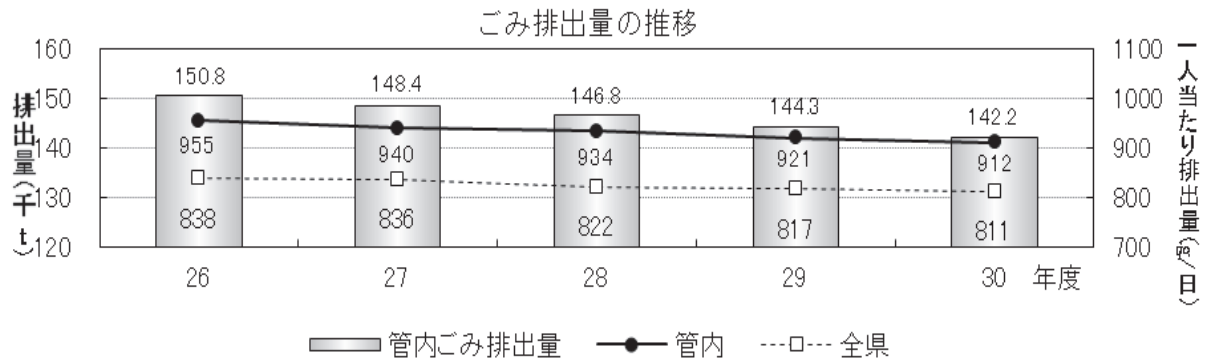 ごみ排出量の推移
160 1100
150 1000
140 900
130 800
120 700
排出量(千t)
一人当たり排出量(g/日)
150.8 148.4 146.8 144.3 142.2
955 940 934 921 912
838 836 822 817 811
26 27 28 29 30 年度
管内ごみ排出量 管内 全県